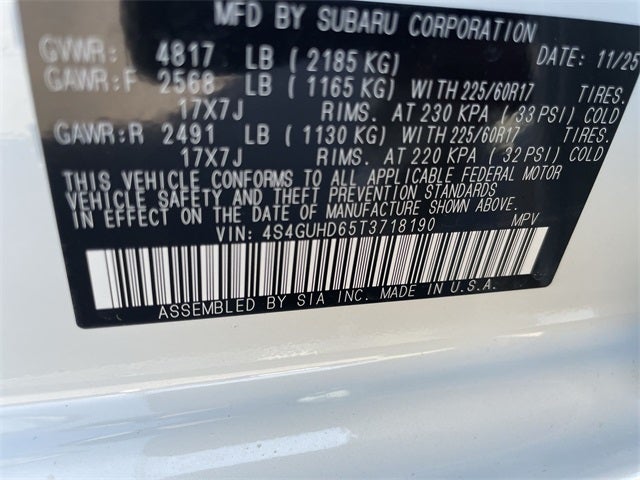 MFD BY SUBARU CORPORATION
GVWR: 4817 LB ( 2185 KG) DATE: 11/25
GAWR:F 2568 LB ( 1165 KG) WITH 225/60R17 TIRES.
17X7J RIMS. AT 230 KPA ( 33 PSI) COLD
GAWR:R 2491 LB ( 1130 KG) WITH 225/60R17 TIRES.
17X7J RIMS. AT 220 KPA ( 32 PSI) COLD
THIS VEHICLE CONFORMS TO ALL APPLICABLE FEDERAL MOTOR
VEHICLE SAFETY AND THEFT PREVENTION STANDARDS
IN EFFECT ON THE DATE OF MANUFACTURE SHOWN ABOVE.
VIN: 4S4GUHD65T3718190 MPV
ASSEMBLED BY SIA INC. MADE IN U.S.A.